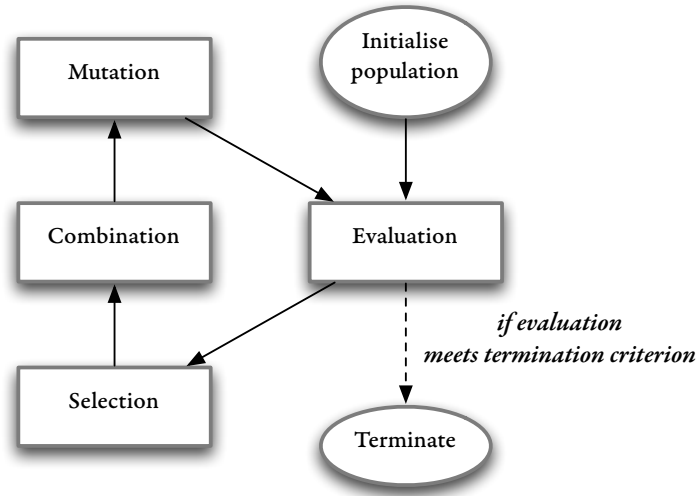 Mutation
Initialise
population
Combination
Evaluation
if evaluation
meets termination criterion
Selection
Terminate